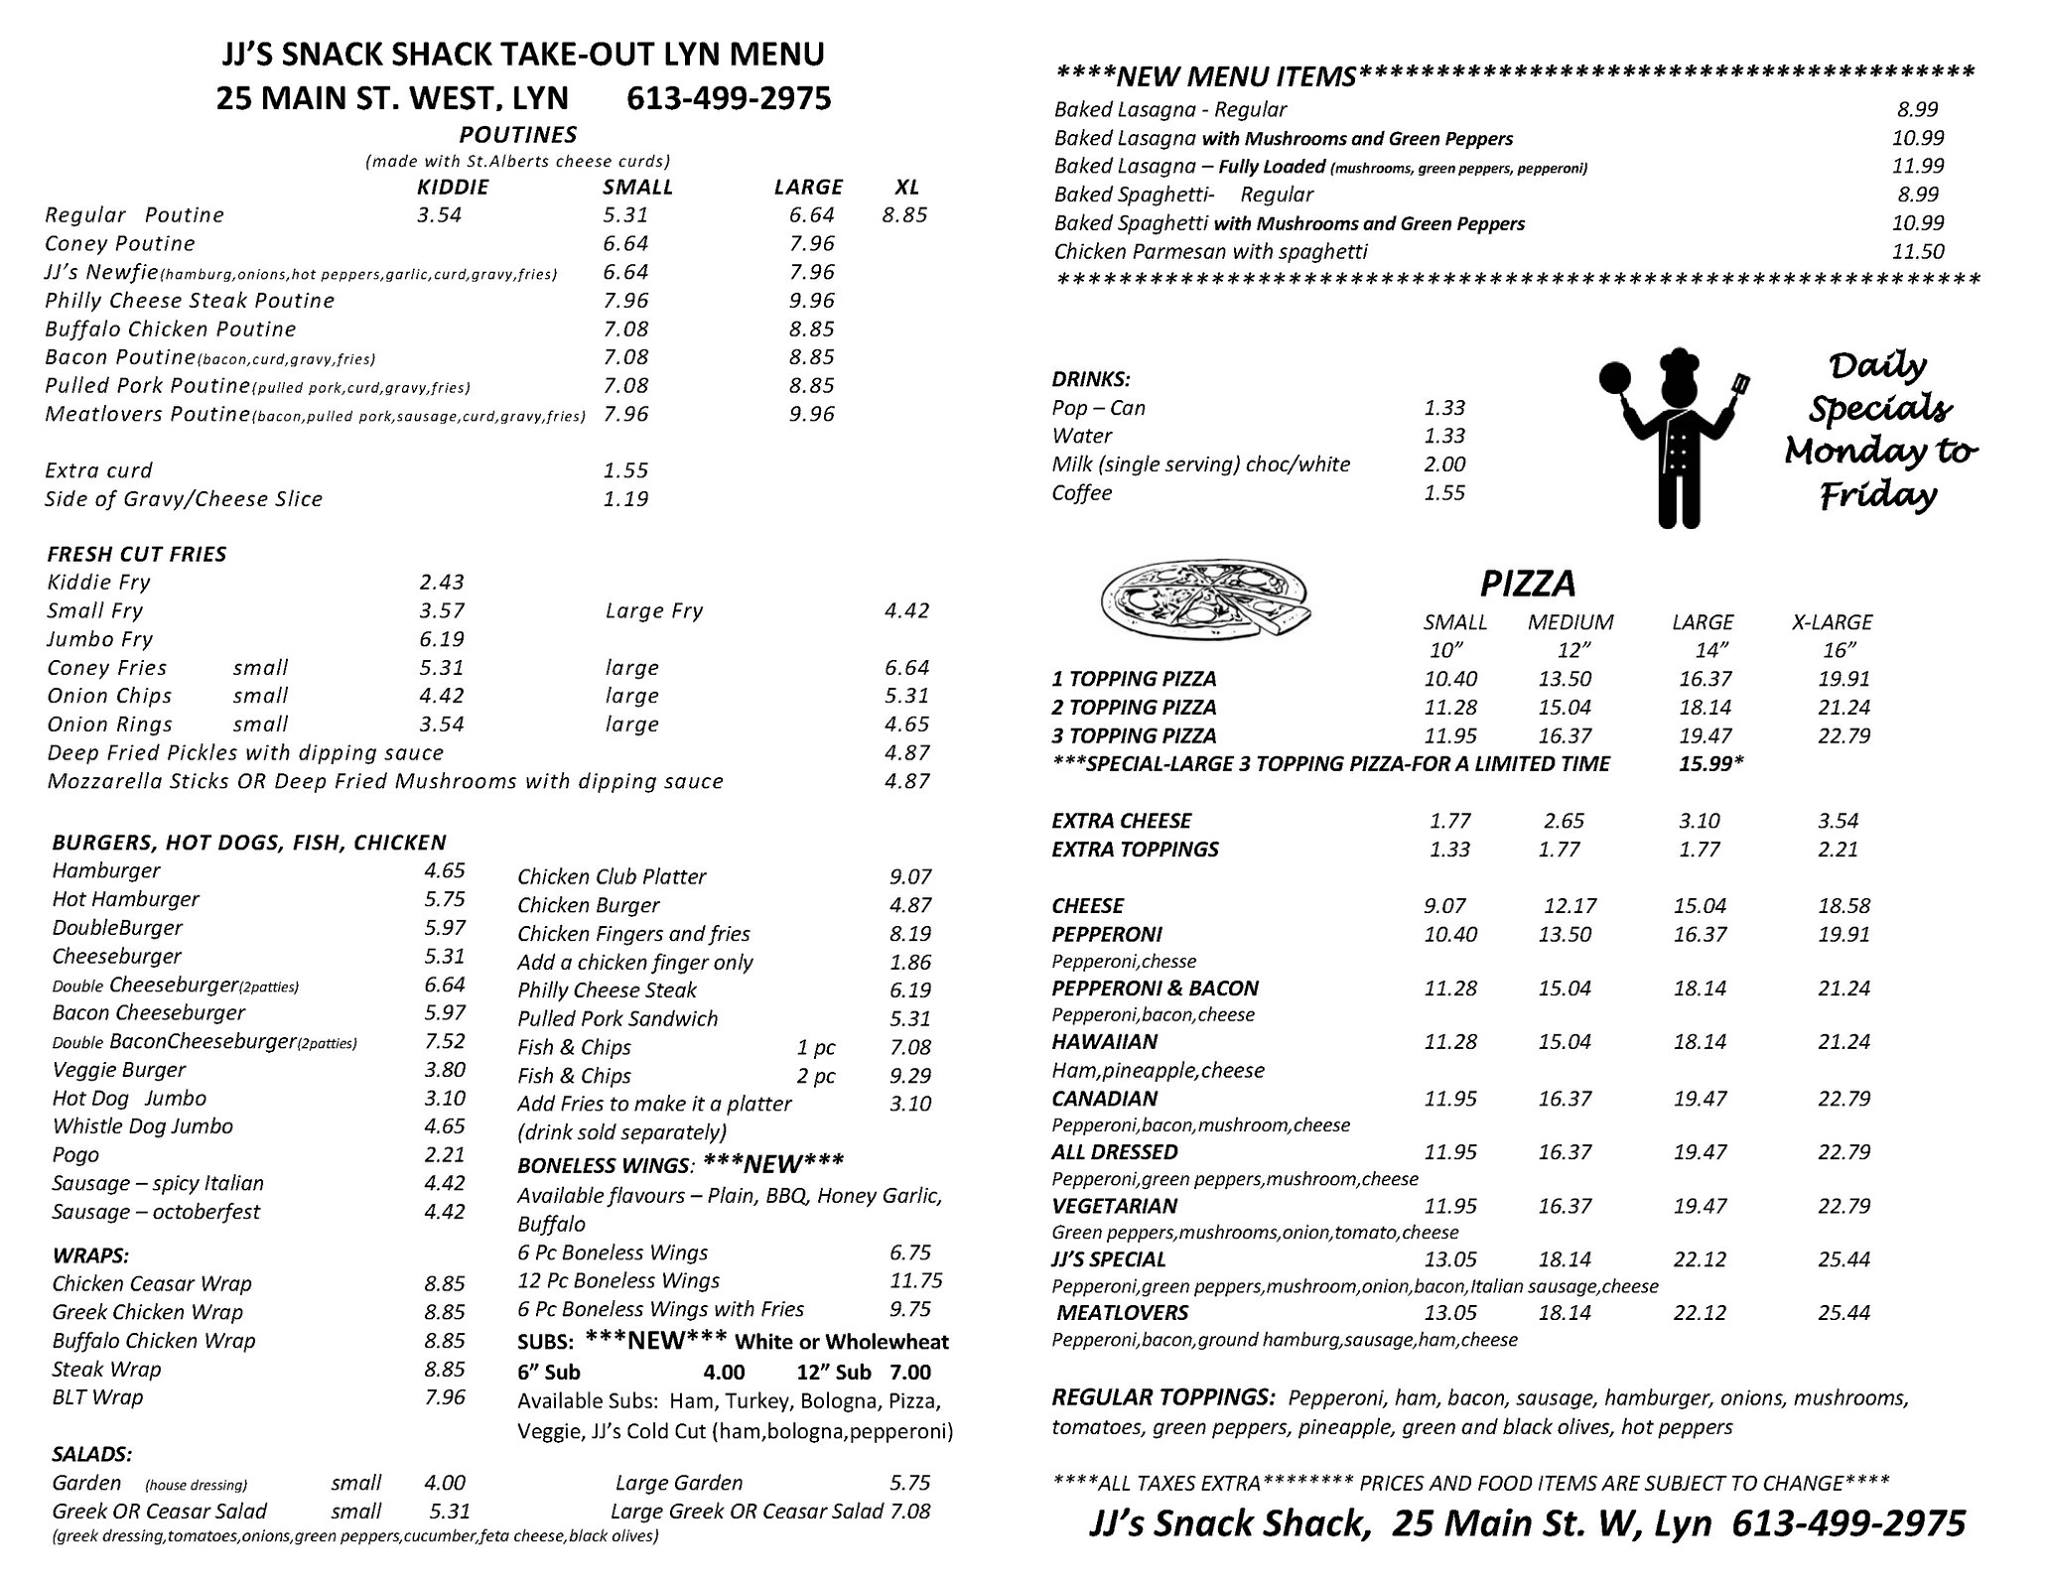 JJ'S SNACK SHACK TAKE-OUT LYN MENU
25 MAIN ST. WEST, LYN 613-499-2975
POUTINES
(made with St.Alberts cheese curds)
KIDDIE SMALL LARGE XL
Regular Poutine 3.54 5.31 6.64 8.85
Coney Poutine 6.64 7.96
JJ's Newfie(hamburg,onions,hot peppers,garlic,curd,gravy,fries) 6.64 7.96
Philly Cheese Steak Poutine 7.96 9.96
Buffalo Chicken Poutine 7.08 8.85
Bacon Poutine(bacon,curd,gravy,fries) 7.08 8.85
Pulled Pork Poutine(pulled pork,curd,gravy,fries) 7.08 8.85
Meatlovers Poutine(bacon,pulled pork,sausage,curd,gravy,fries) 7.96 9.96
Extra curd 1.55
Side of Gravy/Cheese Slice 1.19
FRESH CUT FRIES
Kiddie Fry 2.43
Small Fry 3.57 Large Fry 4.42
Jumbo Fry 6.19
Coney Fries small 5.31 large 6.64
Onion Chips small 4.42 large 5.31
Onion Rings small 3.54 large 4.65
Deep Fried Pickles with dipping sauce 4.87
Mozzarella Sticks OR Deep Fried Mushrooms with dipping sauce 4.87
BURGERS, HOT DOGS, FISH, CHICKEN
Hamburger 4.65
Hot Hamburger 5.75
DoubleBurger 5.97
Cheeseburger 5.31
Double Cheeseburger(2patties) 6.64
Bacon Cheeseburger 5.97
Double BaconCheeseburger(2patties) 7.52
Veggie Burger 3.80
Hot Dog Jumbo 3.10
Whistle Dog Jumbo 4.65
Pogo 2.21
Sausage – spicy Italian 4.42
Sausage – octoberfest 4.42
WRAPS:
Chicken Ceasar Wrap 8.85
Greek Chicken Wrap 8.85
Buffalo Chicken Wrap 8.85
Steak Wrap 8.85
BLT Wrap 7.96
Chicken Club Platter 9.07
Chicken Burger 4.87
Chicken Fingers and fries 8.19
Add a chicken finger only 1.86
Philly Cheese Steak 6.19
Pulled Pork Sandwich 5.31
Fish & Chips 1 pc 7.08
Fish & Chips 2 pc 9.29
Add Fries to make it a platter 3.10
(drink sold separately)
BONELESS WINGS: ***NEW***
Available flavours – Plain, BBQ, Honey Garlic,
Buffalo
6 Pc Boneless Wings 6.75
12 Pc Boneless Wings 11.75
6 Pc Boneless Wings with Fries 9.75
SUBS: ***NEW*** White or Wholewheat
6" Sub 4.00 12" Sub 7.00
Available Subs: Ham, Turkey, Bologna, Pizza,
Veggie, JJ's Cold Cut (ham,bologna,pepperoni)
SALADS:
Garden (house dressing) small 4.00 Large Garden 5.75
Greek OR Ceasar Salad small 5.31 Large Greek OR Ceasar Salad 7.08
(greek dressing,tomatoes,onions,green peppers,cucumber,feta cheese,black olives)
****NEW MENU ITEMS****************************************
Baked Lasagna - Regular 8.99
Baked Lasagna with Mushrooms and Green Peppers 10.99
Baked Lasagna – Fully Loaded (mushrooms, green peppers, pepperoni) 11.99
Baked Spaghetti- Regular 8.99
Baked Spaghetti with Mushrooms and Green Peppers 10.99
Chicken Parmesan with spaghetti 11.50
************************************************************
DRINKS:
Pop – Can 1.33
Water 1.33
Milk (single serving) choc/white 2.00
Coffee 1.55
Daily
Specials
Monday to
Friday
PIZZA
SMALL MEDIUM LARGE X-LARGE
10" 12" 14" 16"
1 TOPPING PIZZA 10.40 13.50 16.37 19.91
2 TOPPING PIZZA 11.28 15.04 18.14 21.24
3 TOPPING PIZZA 11.95 16.37 19.47 22.79
***SPECIAL-LARGE 3 TOPPING PIZZA-FOR A LIMITED TIME 15.99*
EXTRA CHEESE 1.77 2.65 3.10 3.54
EXTRA TOPPINGS 1.33 1.77 1.77 2.21
CHEESE 9.07 12.17 15.04 18.58
PEPPERONI 10.40 13.50 16.37 19.91
Pepperoni,chesse
PEPPERONI & BACON 11.28 15.04 18.14 21.24
Pepperoni,bacon,cheese
HAWAIIAN 11.28 15.04 18.14 21.24
Ham,pineapple,cheese
CANADIAN 11.95 16.37 19.47 22.79
Pepperoni,bacon,mushroom,cheese
ALL DRESSED 11.95 16.37 19.47 22.79
Pepperoni,green peppers,mushroom,cheese
VEGETARIAN 11.95 16.37 19.47 22.79
Green peppers,mushrooms,onion,tomato,cheese
JJ'S SPECIAL 13.05 18.14 22.12 25.44
Pepperoni,green peppers,mushroom,onion,bacon,Italian sausage,cheese
MEATLOVERS 13.05 18.14 22.12 25.44
Pepperoni,bacon,ground hamburg,sausage,ham,cheese
REGULAR TOPPINGS: Pepperoni, ham, bacon, sausage, hamburger, onions, mushrooms,
tomatoes, green peppers, pineapple, green and black olives, hot peppers
****ALL TAXES EXTRA******** PRICES AND FOOD ITEMS ARE SUBJECT TO CHANGE****
JJ's Snack Shack, 25 Main St. W, Lyn 613-499-2975